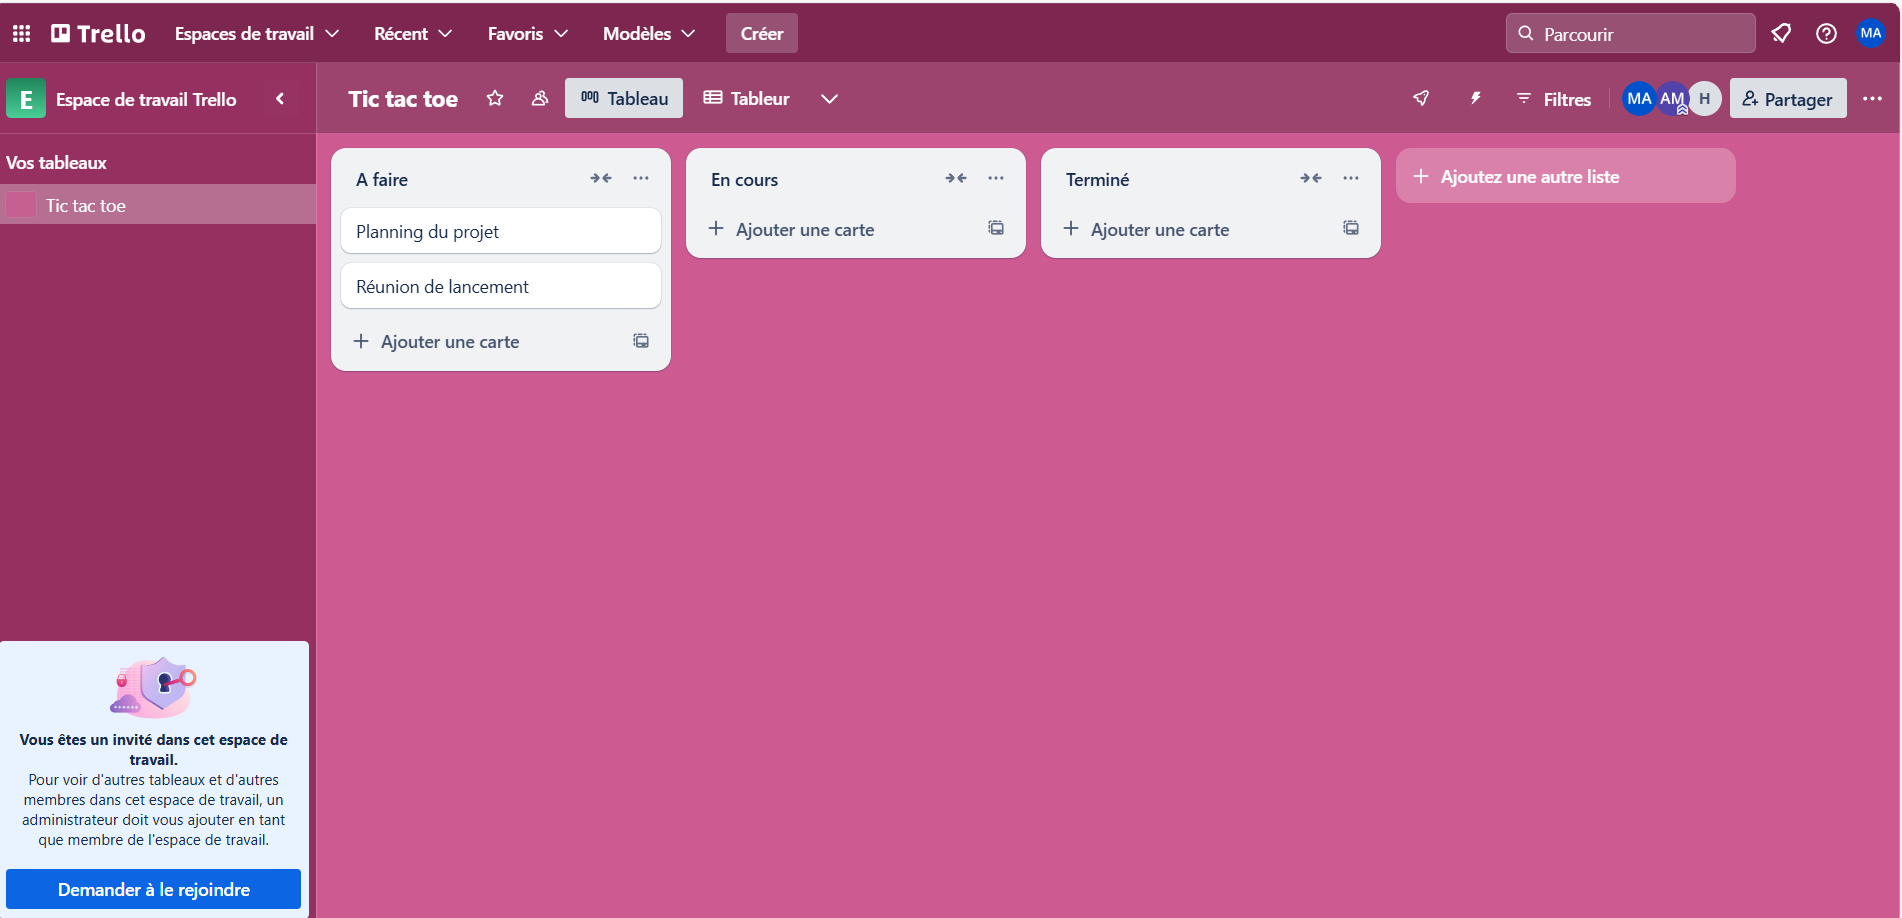 Trello
Espaces de travail
Récent
Favoris
Modèles
Créer
Parcourir
MA
E
Espace de travail Trello
Tic tac toe
Tableau
Tableur
Filtres
MA
AM
H
Partager
Vos tableaux
Tic tac toe
A faire
Planning du projet
Réunion de lancement
Ajouter une carte
En cours
Ajouter une carte
Terminé
Ajouter une carte
Ajoutez une autre liste
Vous êtes un invité dans cet espace de
travail.
Pour voir d'autres tableaux et d'autres
membres dans cet espace de travail, un
administrateur doit vous ajouter en tant
que membre de l'espace de travail.
Demander à le rejoindre